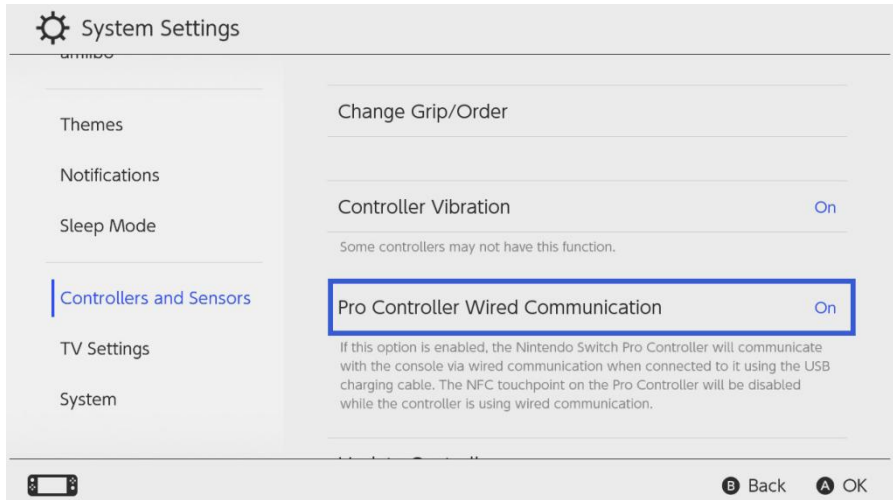 System Settings
amiibo
Themes
Notifications
Sleep Mode
Controllers and Sensors
TV Settings
System
Change Grip/Order
Controller Vibration On
Some controllers may not have this function.
Pro Controller Wired Communication On
If this option is enabled, the Nintendo Switch Pro Controller will communicate
with the console via wired communication when connected to it using the USB
charging cable. The NFC touchpoint on the Pro Controller will be disabled
while the controller is using wired communication.
B Back A OK